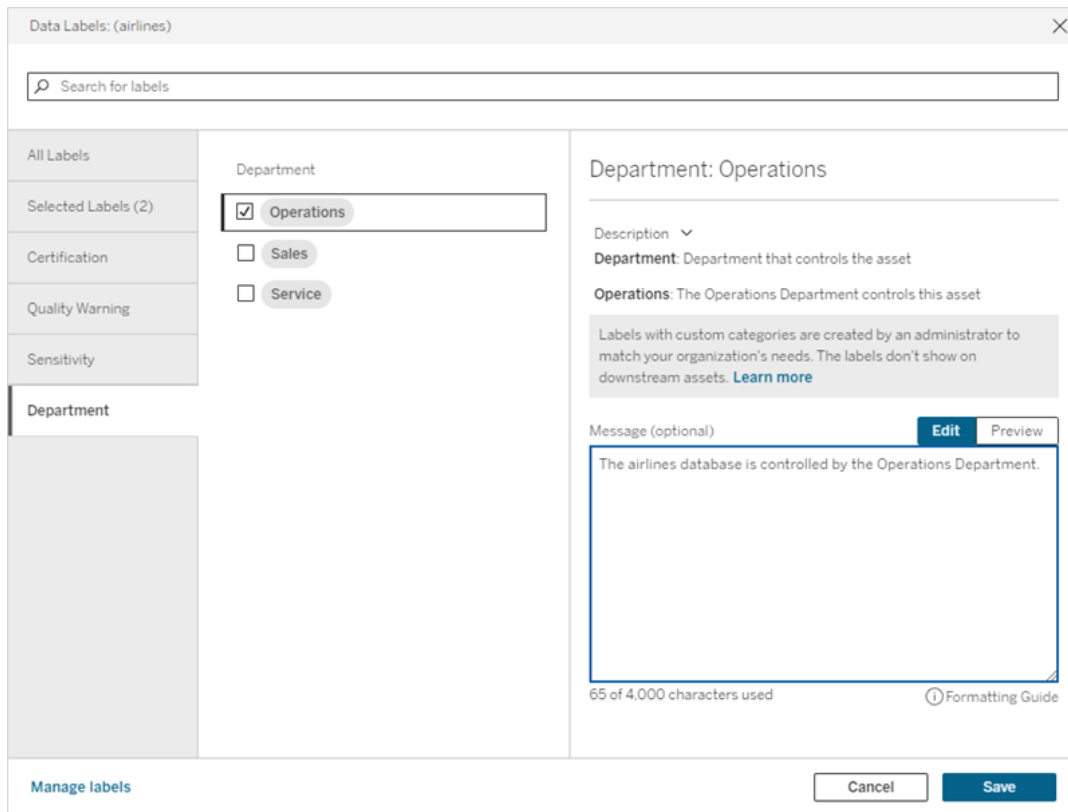 Data Labels: (airlines)
Search for labels
All Labels
Selected Labels (2)
Certification
Quality Warning
Sensitivity
Department
Department
Operations
Sales
Service
Department: Operations
Description
Department: Department that controls the asset
Operations: The Operations Department controls this asset
Labels with custom categories are created by an administrator to
match your organization's needs. The labels don't show on
downstream assets. Learn more
Message (optional)
Edit
Preview
The airlines database is controlled by the Operations Department.
65 of 4,000 characters used
Formatting Guide
Manage labels
Cancel
Save